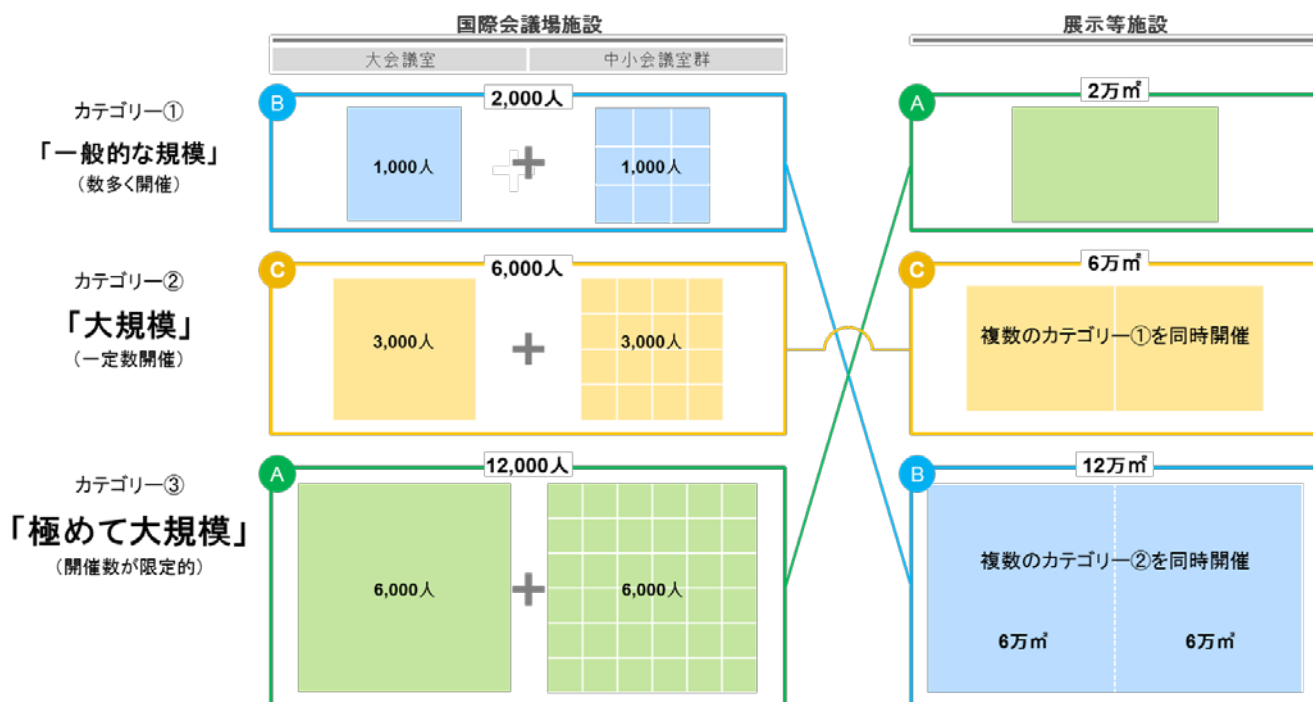 国際会議場施設
展示等施設
大会議室
中小会議室群
カテゴリー①
「一般的な規模」
（数多く開催）
B
2,000人
1,000人
1,000人
A
2万㎡
カテゴリー②
「大規模」
（一定数開催）
C
6,000人
3,000人
3,000人
C
6万㎡
複数のカテゴリー①を同時開催
カテゴリー③
「極めて大規模」
（開催数が限定的）
A
12,000人
6,000人
6,000人
B
12万㎡
複数のカテゴリー②を同時開催
6万㎡
6万㎡